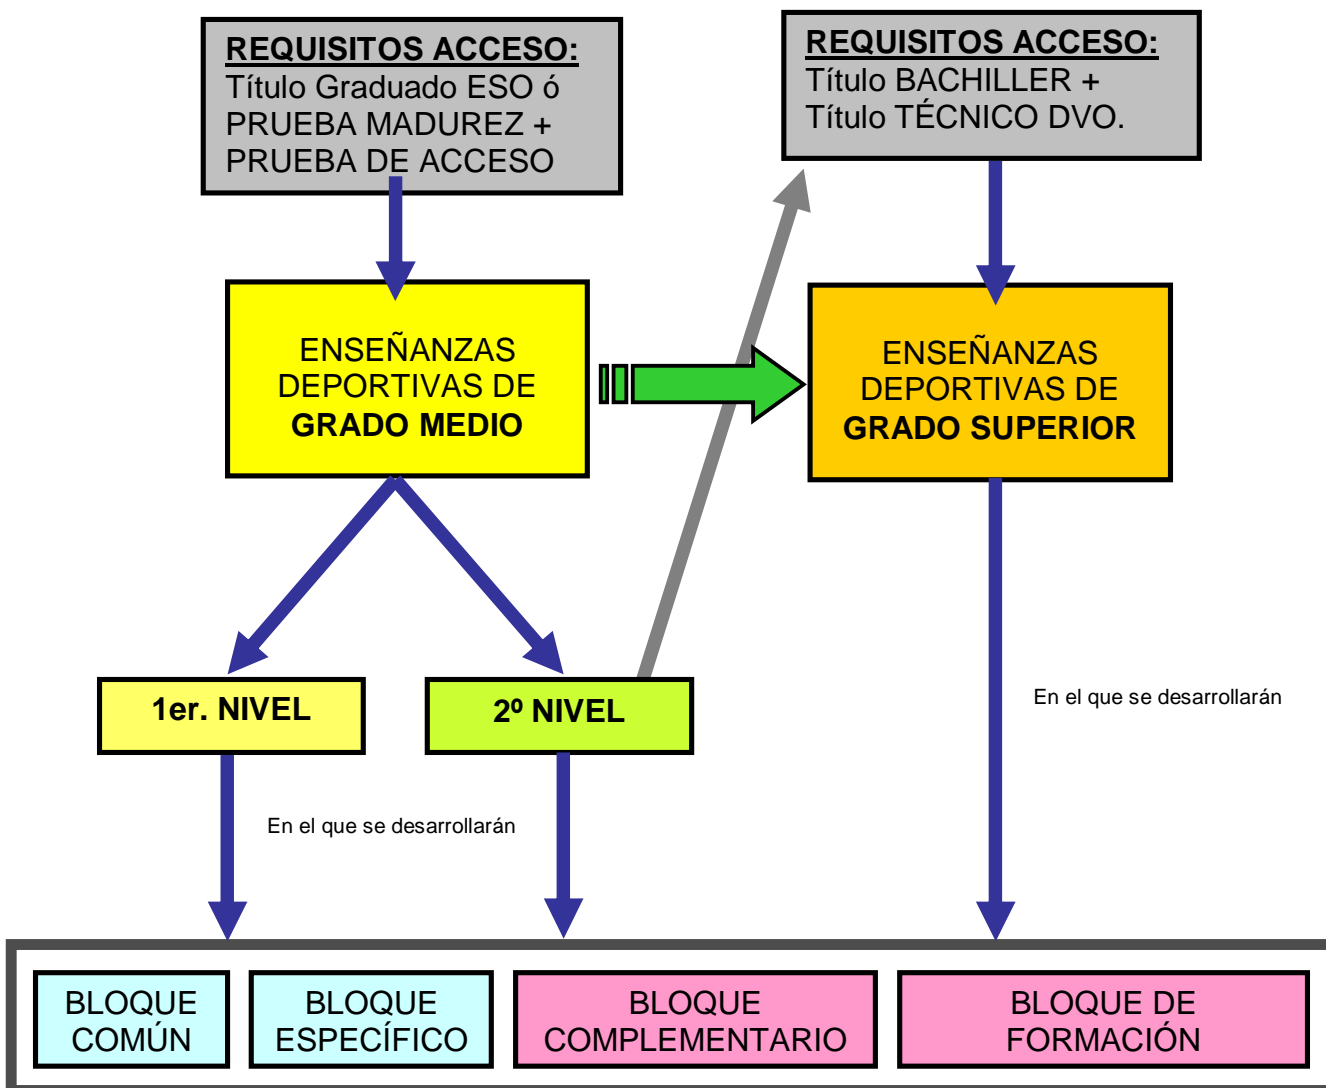 REQUISITOS ACCESO:
Título Graduado ESO ó
PRUEBA MADUREZ +
PRUEBA DE ACCESO
REQUISITOS ACCESO:
Título BACHILLER +
Título TÉCNICO DVO.
ENSEÑANZAS
DEPORTIVAS DE
GRADO MEDIO
ENSEÑANZAS
DEPORTIVAS DE
GRADO SUPERIOR
1er. NIVEL
2º NIVEL
En el que se desarrollarán
En el que se desarrollarán
BLOQUE
COMÚN
BLOQUE
ESPECÍFICO
BLOQUE
COMPLEMENTARIO
BLOQUE DE
FORMACIÓN